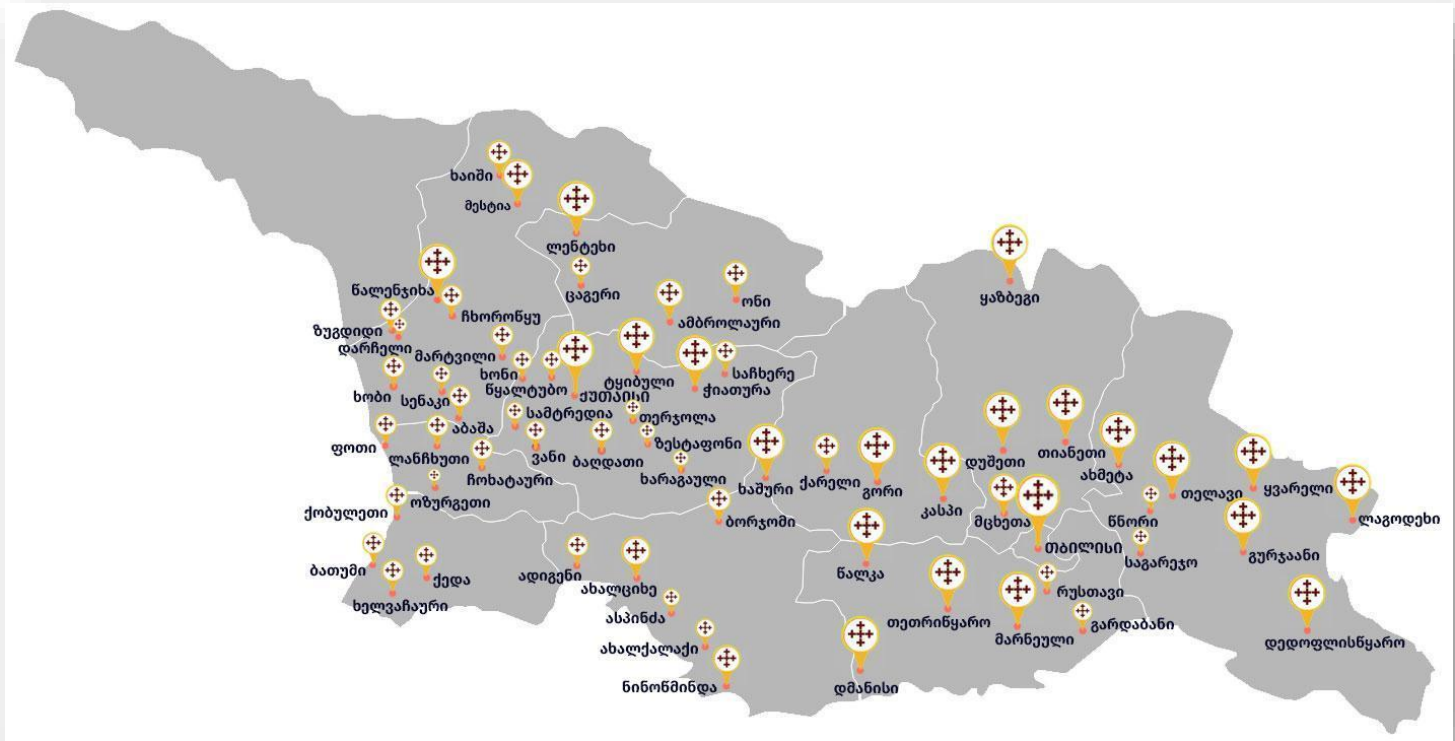 ხაიში
მესტია
ლენტეხი
ცაგერი
ონი
ყაზბეგი
წალენჯიხა
ჩხოროწყუ
ამბროლაური
ზუგდიდი
დარჩელი
მარტვილი
ხონი
წყალტუბო
ქუთაისი
ტყიბული
ჭიათურა
საჩხერე
ხობი
სენაკი
აბაშა
სამტრედია
თერჯოლა
ფოთი
ლანჩხუთი
ვანი
ბაღდათი
ზესტაფონი
ჩოხატაური
ხარაგაული
ხაშური
ქარელი
გორი
კასპი
დუშეთი
თიანეთი
ახმეტა
თელავი
ყვარელი
ლაგოდეხი
ოზურგეთი
ქობულეთი
ბორჯომი
მცხეთა
წნორი
თბილისი
საგარეჯო
გურჯაანი
ბათუმი
ქედა
ადიგენი
ახალციხე
წალკა
ხელვაჩაური
ასპინძა
თეთრიწყარო
რუსთავი
მარნეული
გარდაბანი
დედოფლისწყარო
ახალქალაქი
ნინოწმინდა
დმანისი